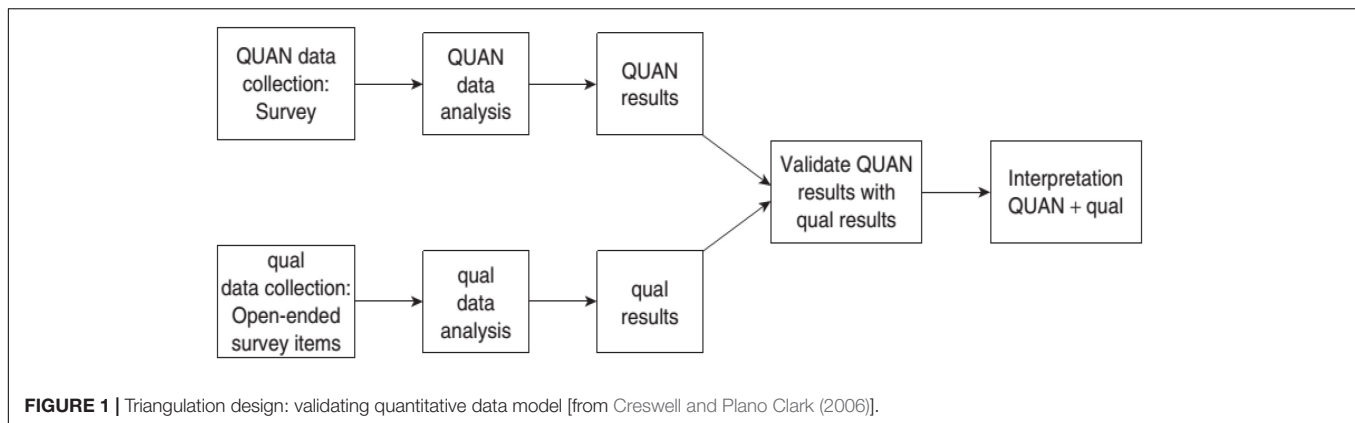 QUAN data
collection:
Survey
QUAN
data
analysis
QUAN
results
Validate QUAN
results with
qual results
Interpretation
QUAN + qual
qual
data collection:
Open-ended
survey items
qual
data
analysis
qual
results
FIGURE 1 | Triangulation design: validating quantitative data model [from Creswell and Plano Clark (2006)].